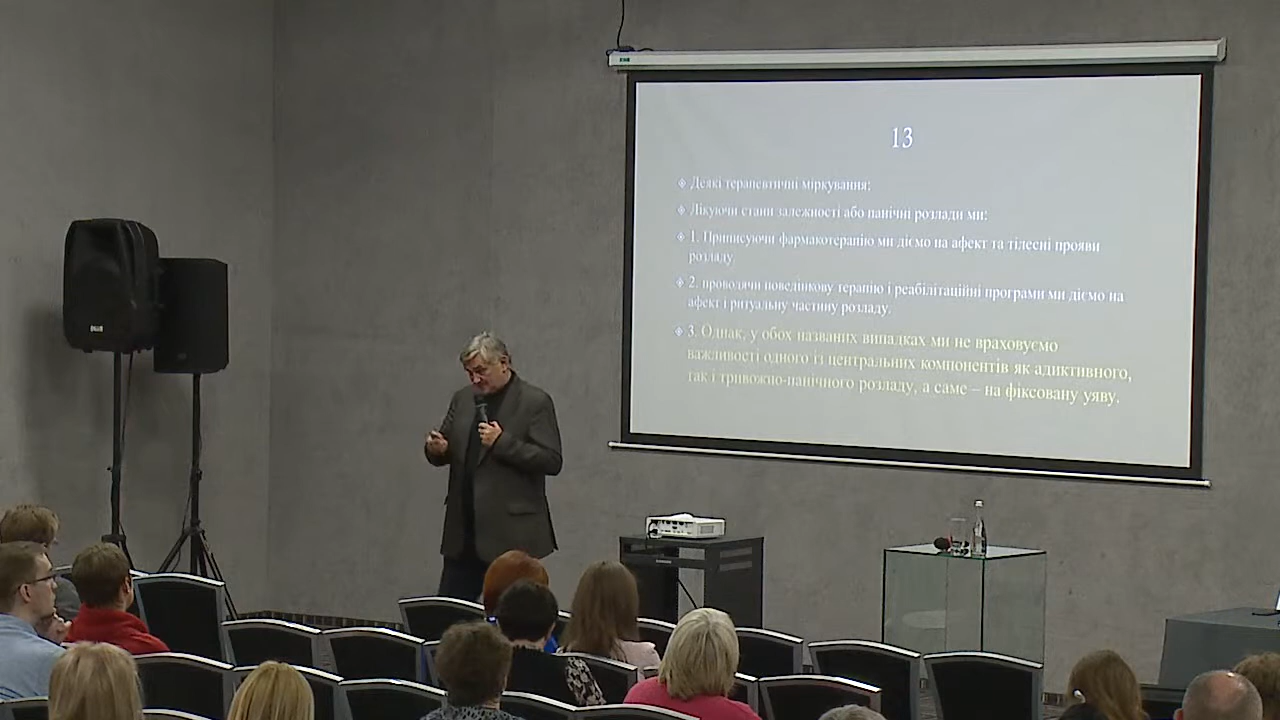 13
Деякі терапевтичні міркування:
Лікуючи стани залежності або панічні розлади ми:
1. Приписуючи фармакотерапію ми діємо на афект та тілесні прояви
розладу.
2. проводячи поведінкову терапію і реабілітаційні програми ми діємо на
афект і ритуальну частину розладу.
3. Однак, у обох названих випадках ми не враховуємо
важливості одного із центральних компонентів як адиктивного,
так і тривожно-панічного розладу, а саме – на фіксовану уяву.